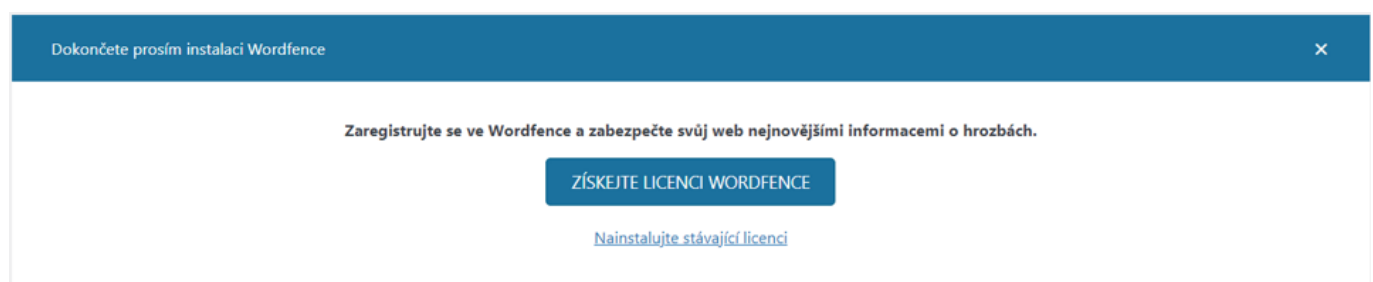 Dokončete prosím instalaci Wordfence
Zaregistrujte se ve Wordfence a zabezpečte svůj web nejnovějšími informacemi o hrozbách.
ZÍSKEJTE LICENCI WORDFENCE
Nainstalujte stávající licenci